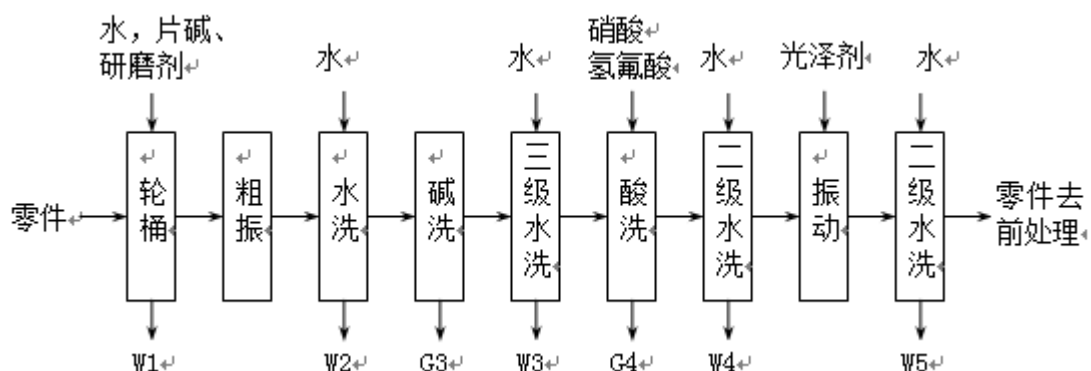 水，片碱、
研磨剂
水
水
硝酸
氢氟酸
水
光泽剂
水
零件
轮桶
粗振
水洗
碱洗
三级水洗
酸洗
二级水洗
振动
二级水洗
零件去
前处理
W1
W2
G3
W3
G4
W4
W5